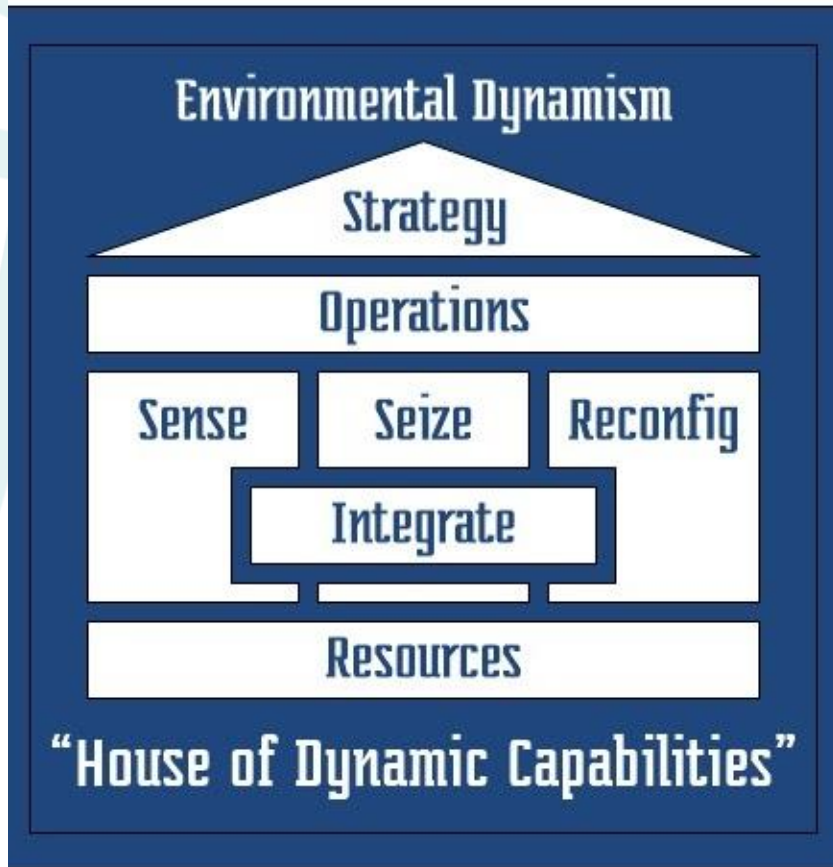 Environmental Dynamism
Strategy
Operations
Sense Seize Reconfig
Integrate
Resources
“House of Dynamic Capabilities”